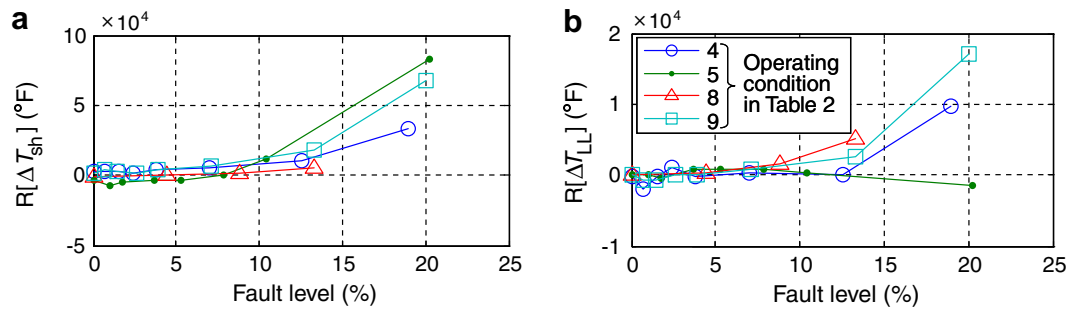 a
×10⁴
10
5
0
-5
R[ΔT_sh] (°F)
0 5 10 15 20 25
Fault level (%)
b
×10⁴
2
1
0
-1
R[ΔT_LL] (°F)
4
5
8
9
Operating
condition
in Table 2
0 5 10 15 20 25
Fault level (%)